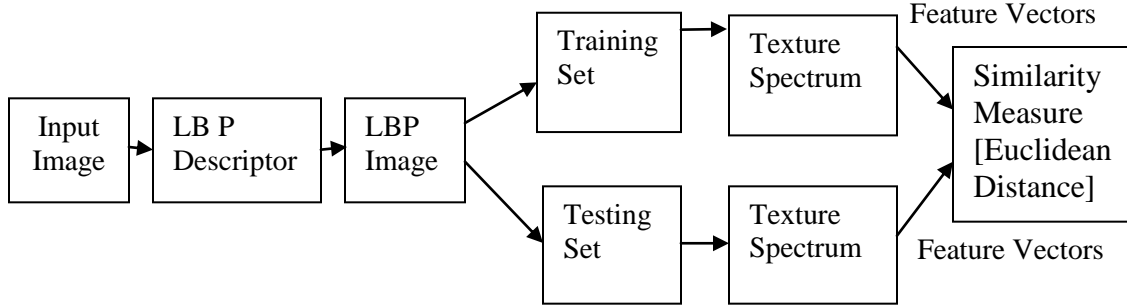 Input
Image
LB P
Descriptor
LBP
Image
Training
Set
Texture
Spectrum
Feature Vectors
Testing
Set
Texture
Spectrum
Feature Vectors
Similarity
Measure
[Euclidean
Distance]